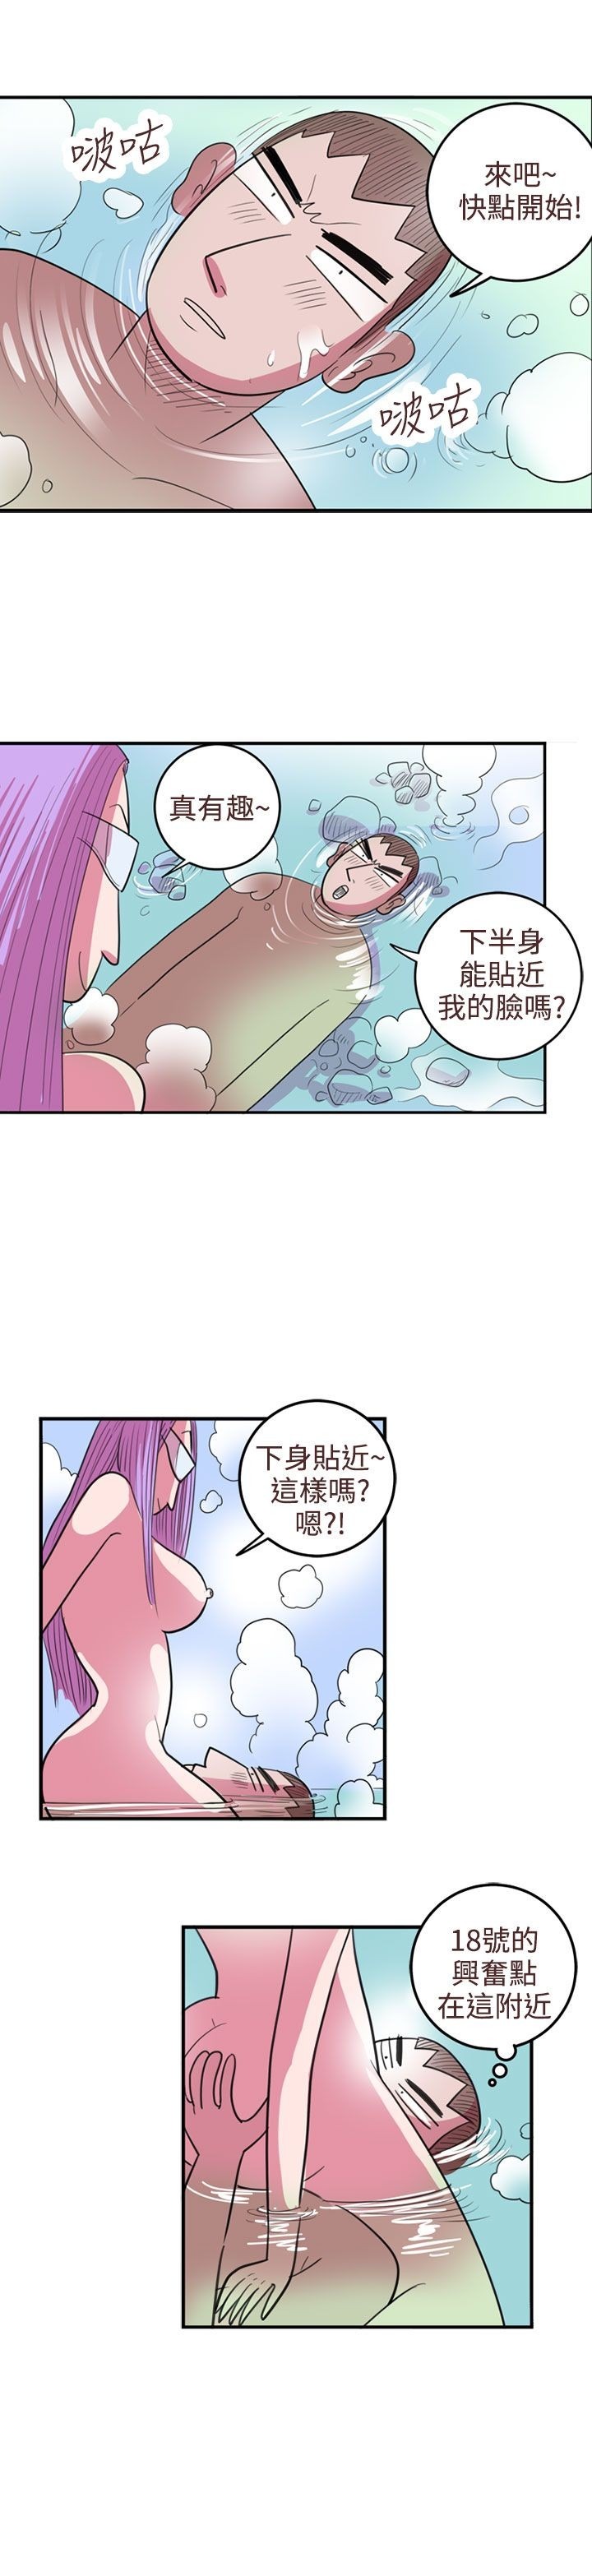 啵咕
來吧~
快點開始!
啵咕
真有趣~
下半身
能貼近
我的臉嗎?
下身貼近~
這樣嗎?
嗯?!
18號的
興奮點
在這附近